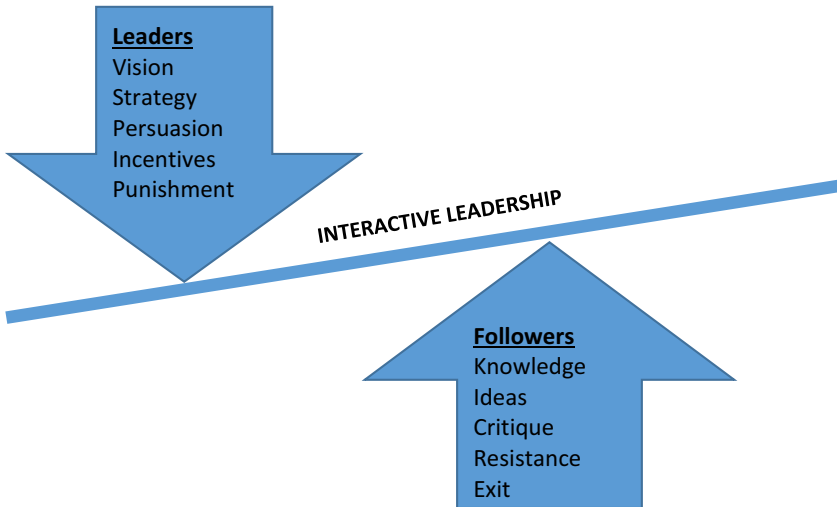 Leaders
Vision
Strategy
Persuasion
Incentives
Punishment
INTERACTIVE LEADERSHIP
Followers
Knowledge
Ideas
Critique
Resistance
Exit